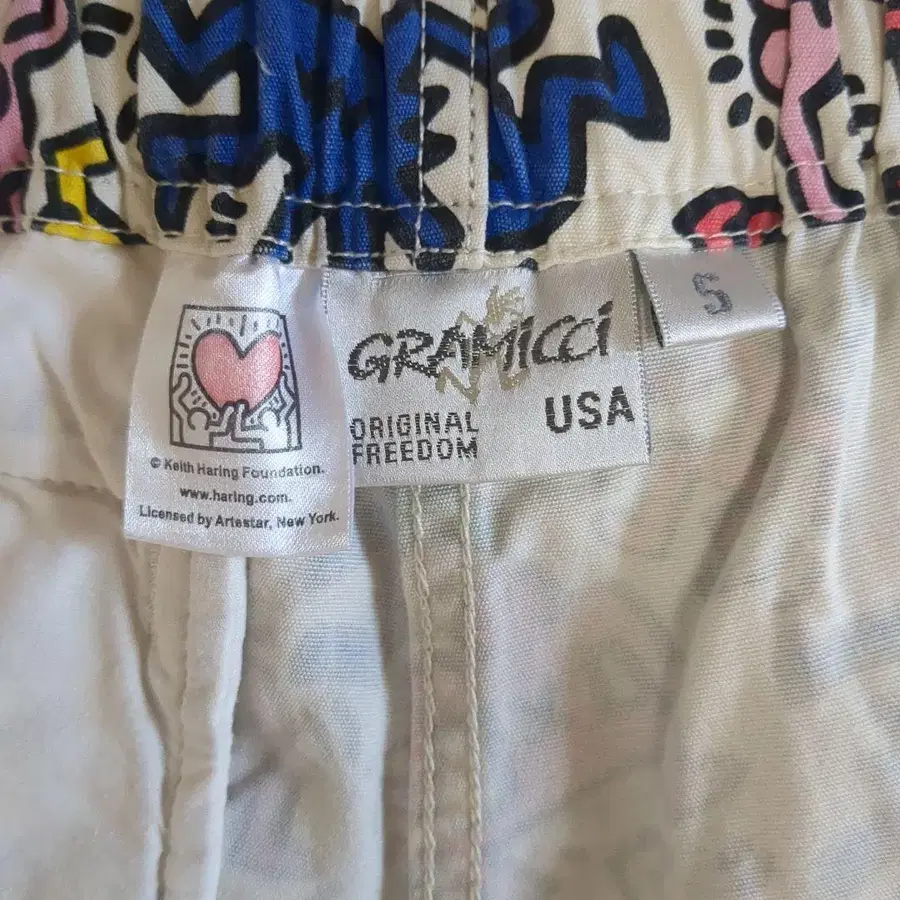 © Keith Haring Foundation.
www.haring.com.
Licensed by Artestar, New York.
GRAMICCI
ORIGINAL
FREEDOM
USA
S